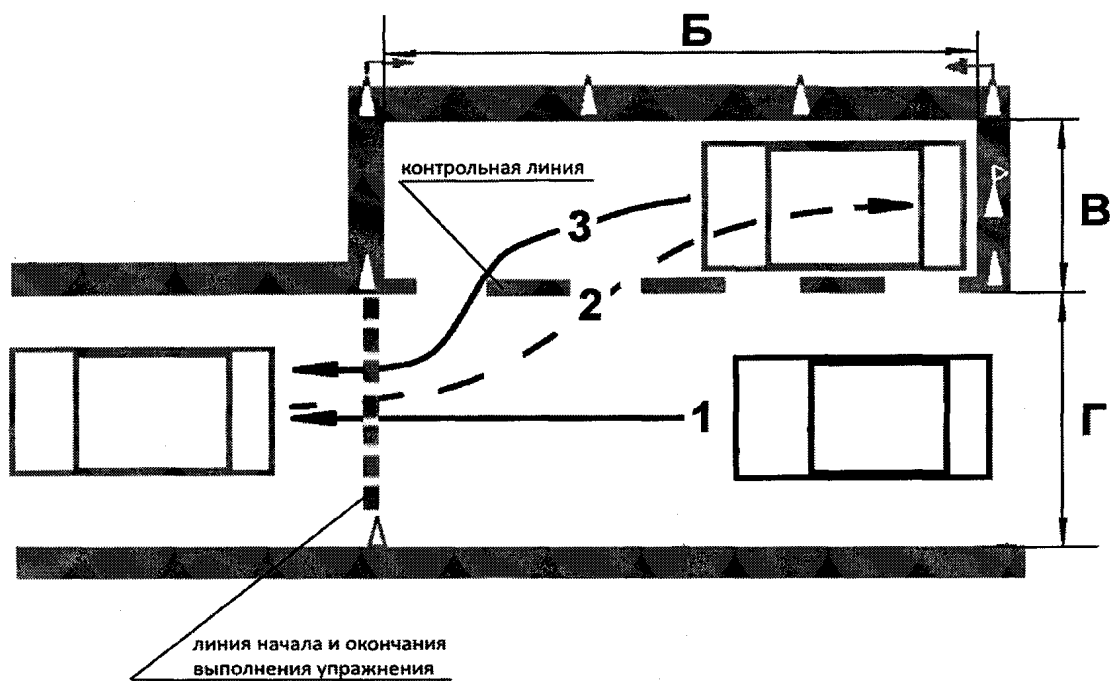 Б
контрольная линия
3
В
2
1
Г
линия начала и окончания
выполнения упражнения